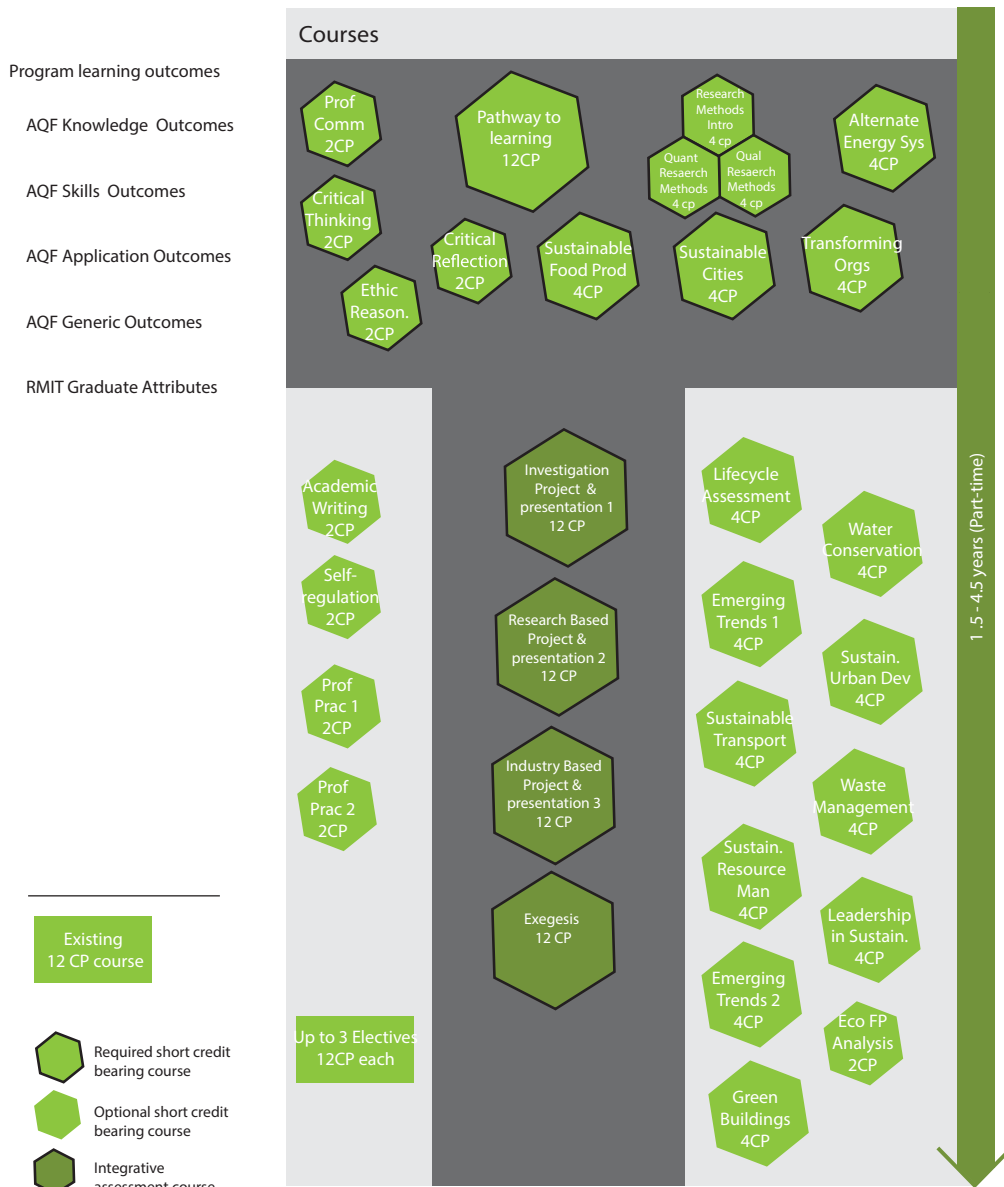 Courses
Program learning outcomes
AQF Knowledge  Outcomes
AQF Skills  Outcomes
AQF Application Outcomes
AQF Generic Outcomes
RMIT Graduate Attributes
Prof
Comm
2CP
Pathway to
learning
12CP
Research
Methods
Intro
4 cp
Quant
Resaerch
Methods
4 cp
Qual
Resaerch
Methods
4 cp
Alternate
Energy Sys
4CP
Critical
Thinking
2CP
Critical
Reflection
2CP
Sustainable
Food Prod
4CP
Sustainable
Cities
4CP
Transforming
Orgs
4CP
Ethic
Reason.
2CP
Academic
Writing
2CP
Self-
regulation
2CP
Prof
Prac 1
2CP
Prof
Prac 2
2CP
Up to 3 Electives
12CP each
Investigation
Project  &
presentation 1
12 CP
Research Based
Project &
presentation 2
12 CP
Industry Based
Project &
presentation 3
12 CP
Exegesis
12 CP
Lifecycle
Assessment
4CP
Water
Conservation
4CP
Emerging
Trends 1
4CP
Sustain.
Urban Dev
4CP
Sustainable
Transport
4CP
Waste
Management
4CP
Sustain.
Resource
Man
4CP
Leadership
in Sustain.
4CP
Emerging
Trends 2
4CP
Eco FP
Analysis
2CP
Green
Buildings
4CP
1 .5 - 4.5 years (Part-time)
Existing
12 CP course
Required short credit
bearing course
Optional short credit
bearing course
Integrative
assessment course